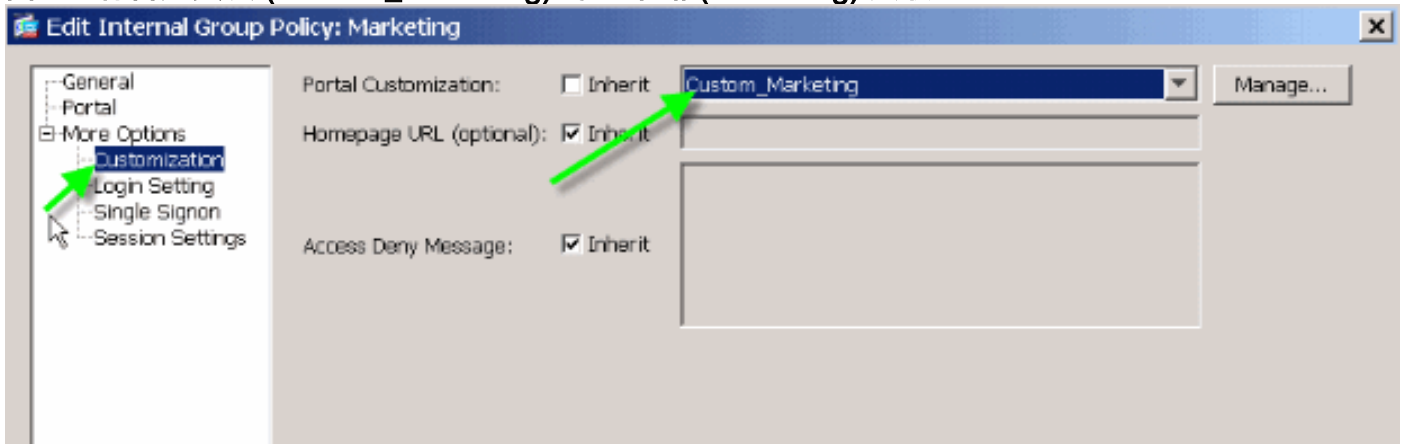 Edit Internal Group Policy: Marketing
General
Portal
More Options
Customization
Login Setting
Single Signon
Session Settings
Portal Customization: Inherit Custom_Marketing Manage...
Homepage URL (optional): Inherit
Access Deny Message: Inherit